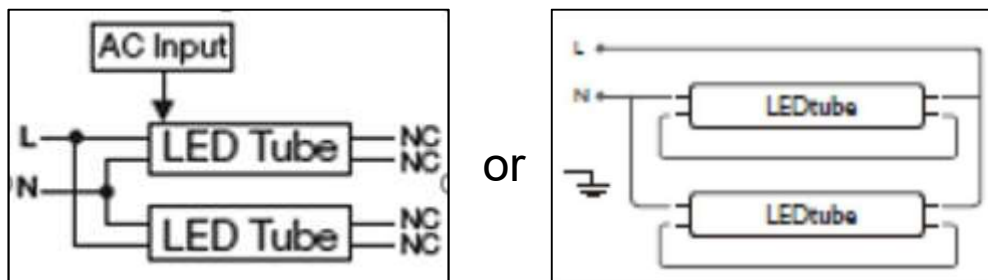 AC Input
L
LED Tube
NC
NC
N
LED Tube
NC
NC
or
L
N
LEDtube
LEDtube